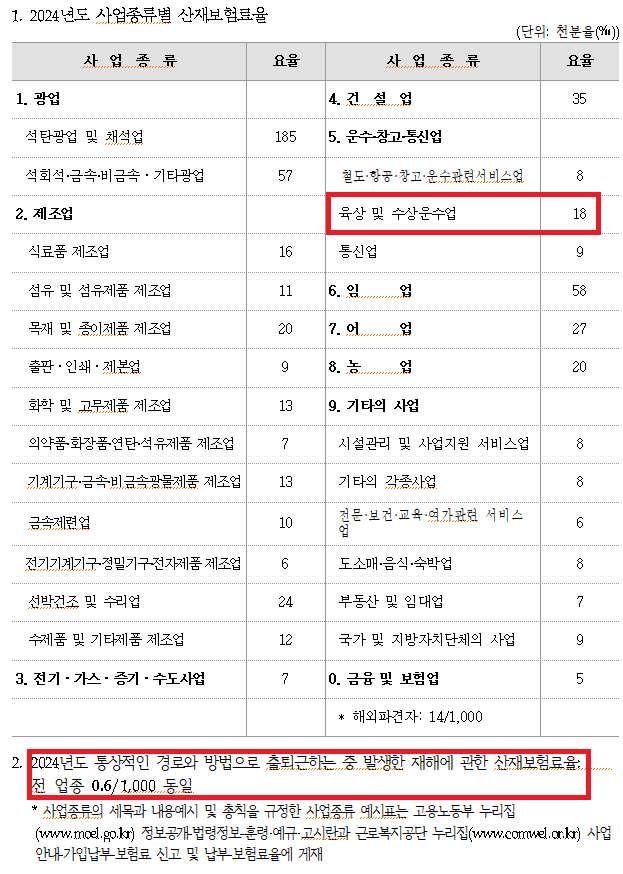 1. 2024년도 사업종류별 산재보험료율
(단위: 천분율(‰))
사 업 종 류 요율 사 업 종 류 요율
1. 광업 4. 건 설 업 35
석탄광업 및 채석업 185 5. 운수·창고·통신업
석회석·금속·비금속·기타광업 57 철도·항공·창고·운수관련서비스업 8
2. 제조업 육상 및 수상운수업 18
식료품 제조업 16 통신업 9
섬유 및 섬유제품 제조업 11 6. 임 업 58
목재 및 종이제품 제조업 20 7. 어 업 27
출판·인쇄·제본업 9 8. 농 업 20
화학 및 고무제품 제조업 13 9. 기타의 사업
의약품·화장품·연탄·석유제품 제조업 7 시설관리 및 사업지원 서비스업 8
기계기구·금속·비금속광물제품 제조업 13 기타의 각종사업 8
금속제련업 10 전문·보건·교육·여가관련 서비스업 6
전기기계기구·정밀기구·전자제품 제조업 6 도소매·음식·숙박업 8
선박건조 및 수리업 24 부동산 및 임대업 7
수제품 및 기타제품 제조업 12 국가 및 지방자치단체의 사업 9
3. 전기·가스·증기·수도사업 7 0. 금융 및 보험업 5
* 해외파견자: 14/1,000
2. 2024년도 통상적인 경로와 방법으로 출퇴근하는 중 발생한 재해에 관한 산재보험료율:
전 업종 0.6/1,000 동일
* 사업종류의 세목과 내용예시 및 총칙을 규정한 사업종류 예시표는 고용노동부 누리집
(www.moel.go.kr) 정보공개-법령정보-훈령·예규·고시란과 근로복지공단 누리집(www.comwel.or.kr) 사업
안내-가입납부-보험료 신고 및 납부-보험료율에 게재